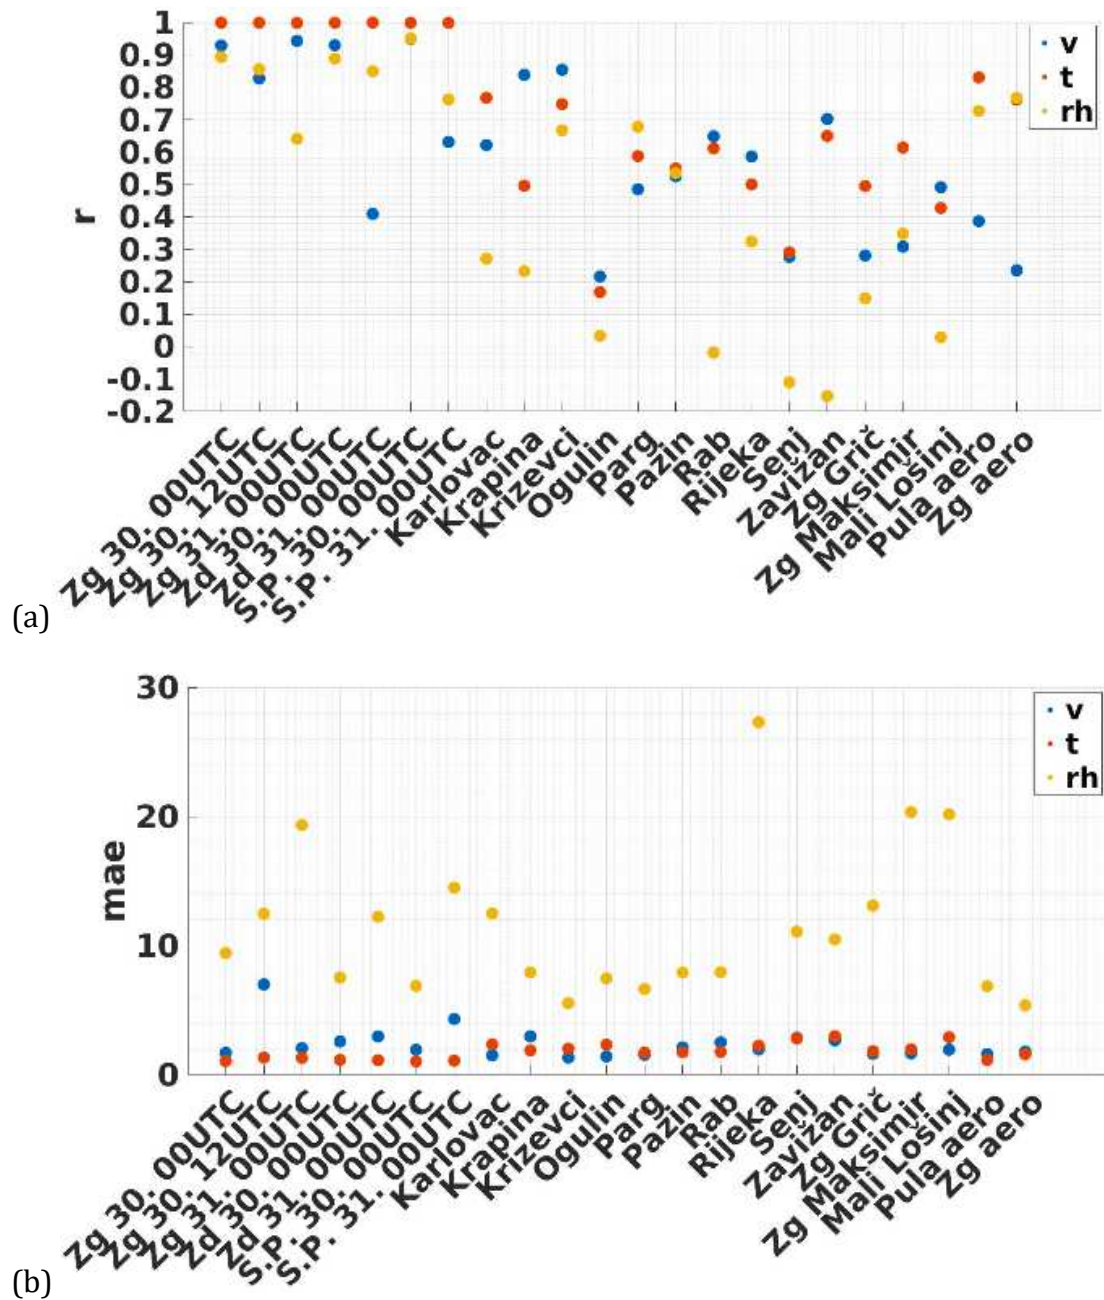 1
0.9
0.8
0.7
0.6
0.5
0.4
0.3
0.2
0.1
0
-0.1
-0.2
r
v
t
rh
Zg 30. 00UTC
Zg 30. 12UTC
Zg 31. 00UTC
Zd 30. 00UTC
Zd 31. 00UTC
S.P. 30. 00UTC
S.P. 31. 00UTC
Karlovac
Krapina
Krizevci
Ogulin
Parg
Pazin
Rab
Rijeka
Senj
Zavižan
Zg Grič
Zg Maksimir
Mali Lošinj
Pula aero
Zg aero
(a)
30
20
10
0
mae
v
t
rh
Zg 30. 00UTC
Zg 30. 12UTC
Zg 31. 00UTC
Zd 30. 00UTC
Zd 31. 00UTC
S.P. 30. 00UTC
S.P. 31. 00UTC
Karlovac
Krapina
Krizevci
Ogulin
Parg
Pazin
Rab
Rijeka
Senj
Zavižan
Zg Grič
Zg Maksimir
Mali Lošinj
Pula aero
Zg aero
(b)